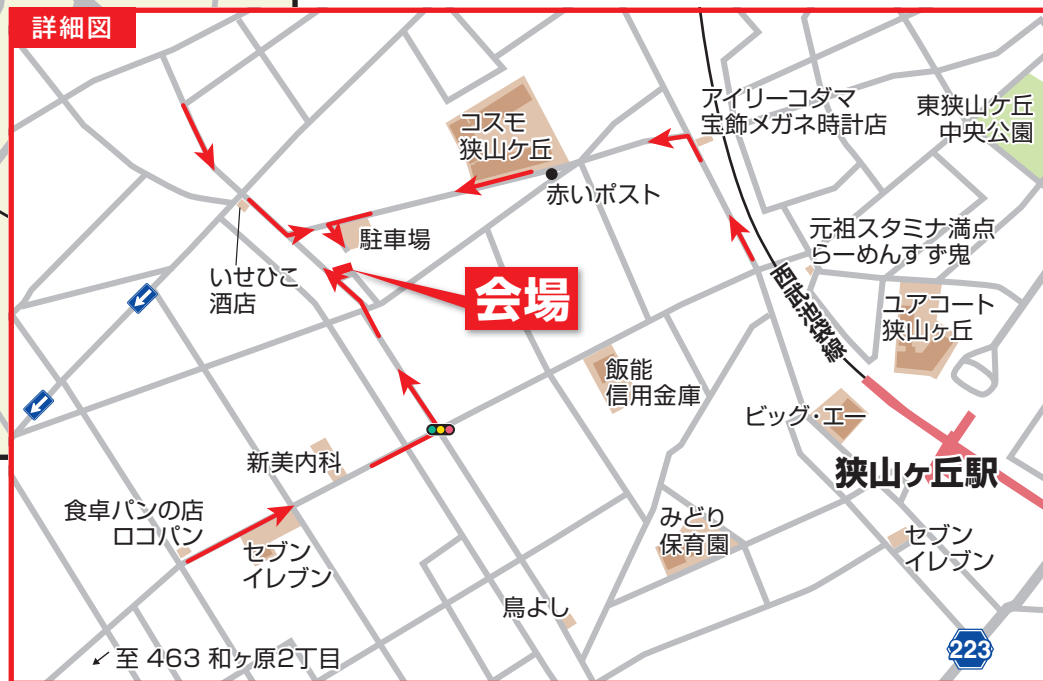 詳細図
アイリーコダマ
宝飾メガネ時計店
東狭山ケ丘
中央公園
コスモ
狭山ケ丘
赤いポスト
駐車場
元祖スタミナ満点
らーめんすず鬼
いせひこ
酒店
会場
西武池袋線
ユアコート
狭山ヶ丘
飯能
信用金庫
ビッグ・エー
新美内科
狭山ヶ丘駅
食卓パンの店
ロコパン
セブン
イレブン
みどり
保育園
セブン
イレブン
鳥よし
223
至 463 和ヶ原2丁目